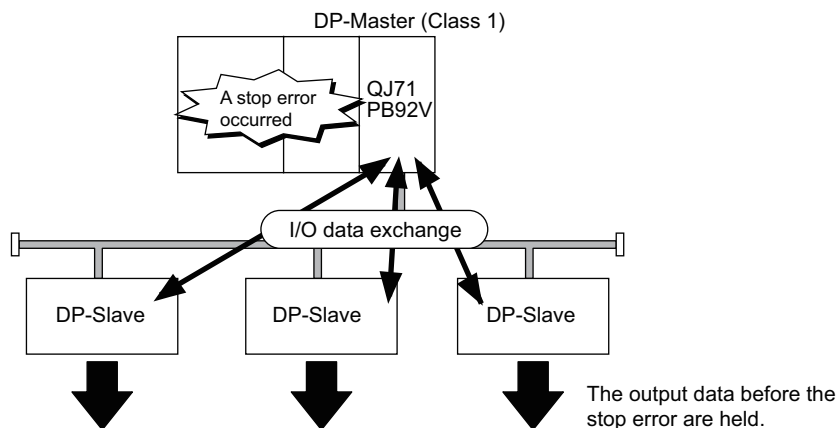 DP-Master (Class 1)
A stop error
occurred
QJ71
PB92V
I/O data exchange
DP-Slave
DP-Slave
DP-Slave
The output data before the
stop error are held.